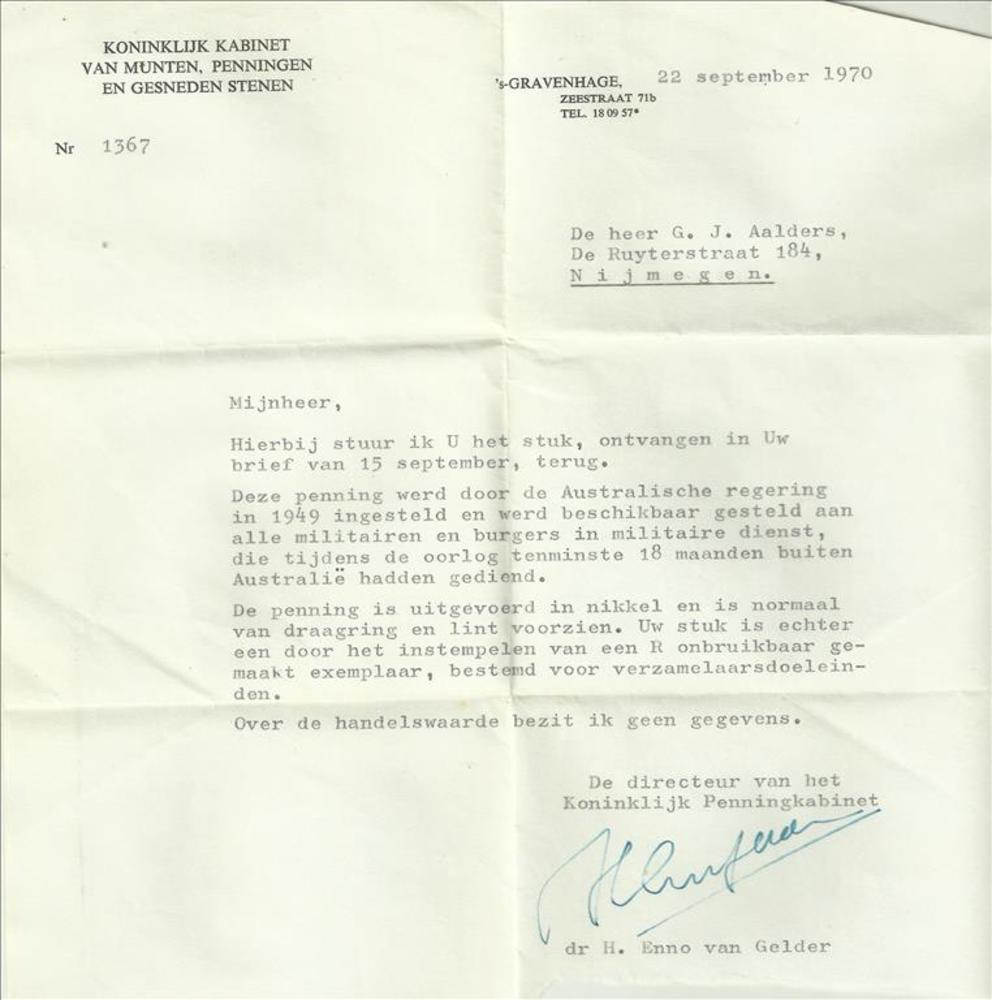 KONINKLIJK KABINET
VAN MUNTEN, PENNINGEN
EN GESNEDEN STENEN
's-GRAVENHAGE, 22 september 1970
ZEESTRAAT 71b
TEL. 18 09 57*
Nr 1367
De heer G. J. Aalders,
De Ruyterstraat 184,
N i j m e g e n.
Mijnheer,
Hierbij stuur ik U het stuk, ontvangen in Uw
brief van 15 september, terug.
Deze penning werd door de Australische regering
in 1949 ingesteld en werd beschikbaar gesteld aan
alle militairen en burgers in militaire dienst,
die tijdens de oorlog tenminste 18 maanden buiten
Australië hadden gediend.
De penning is uitgevoerd in nikkel en is normaal
van draagring en lint voorzien. Uw stuk is echter
een door het instempelen van een R onbruikbaar ge-
maakt exemplaar, bestemd voor verzamelaarsdoelein-
den.
Over de handelswaarde bezit ik geen gegevens.
De directeur van het
Koninklijk Penningkabinet
dr H. Enno van Gelder